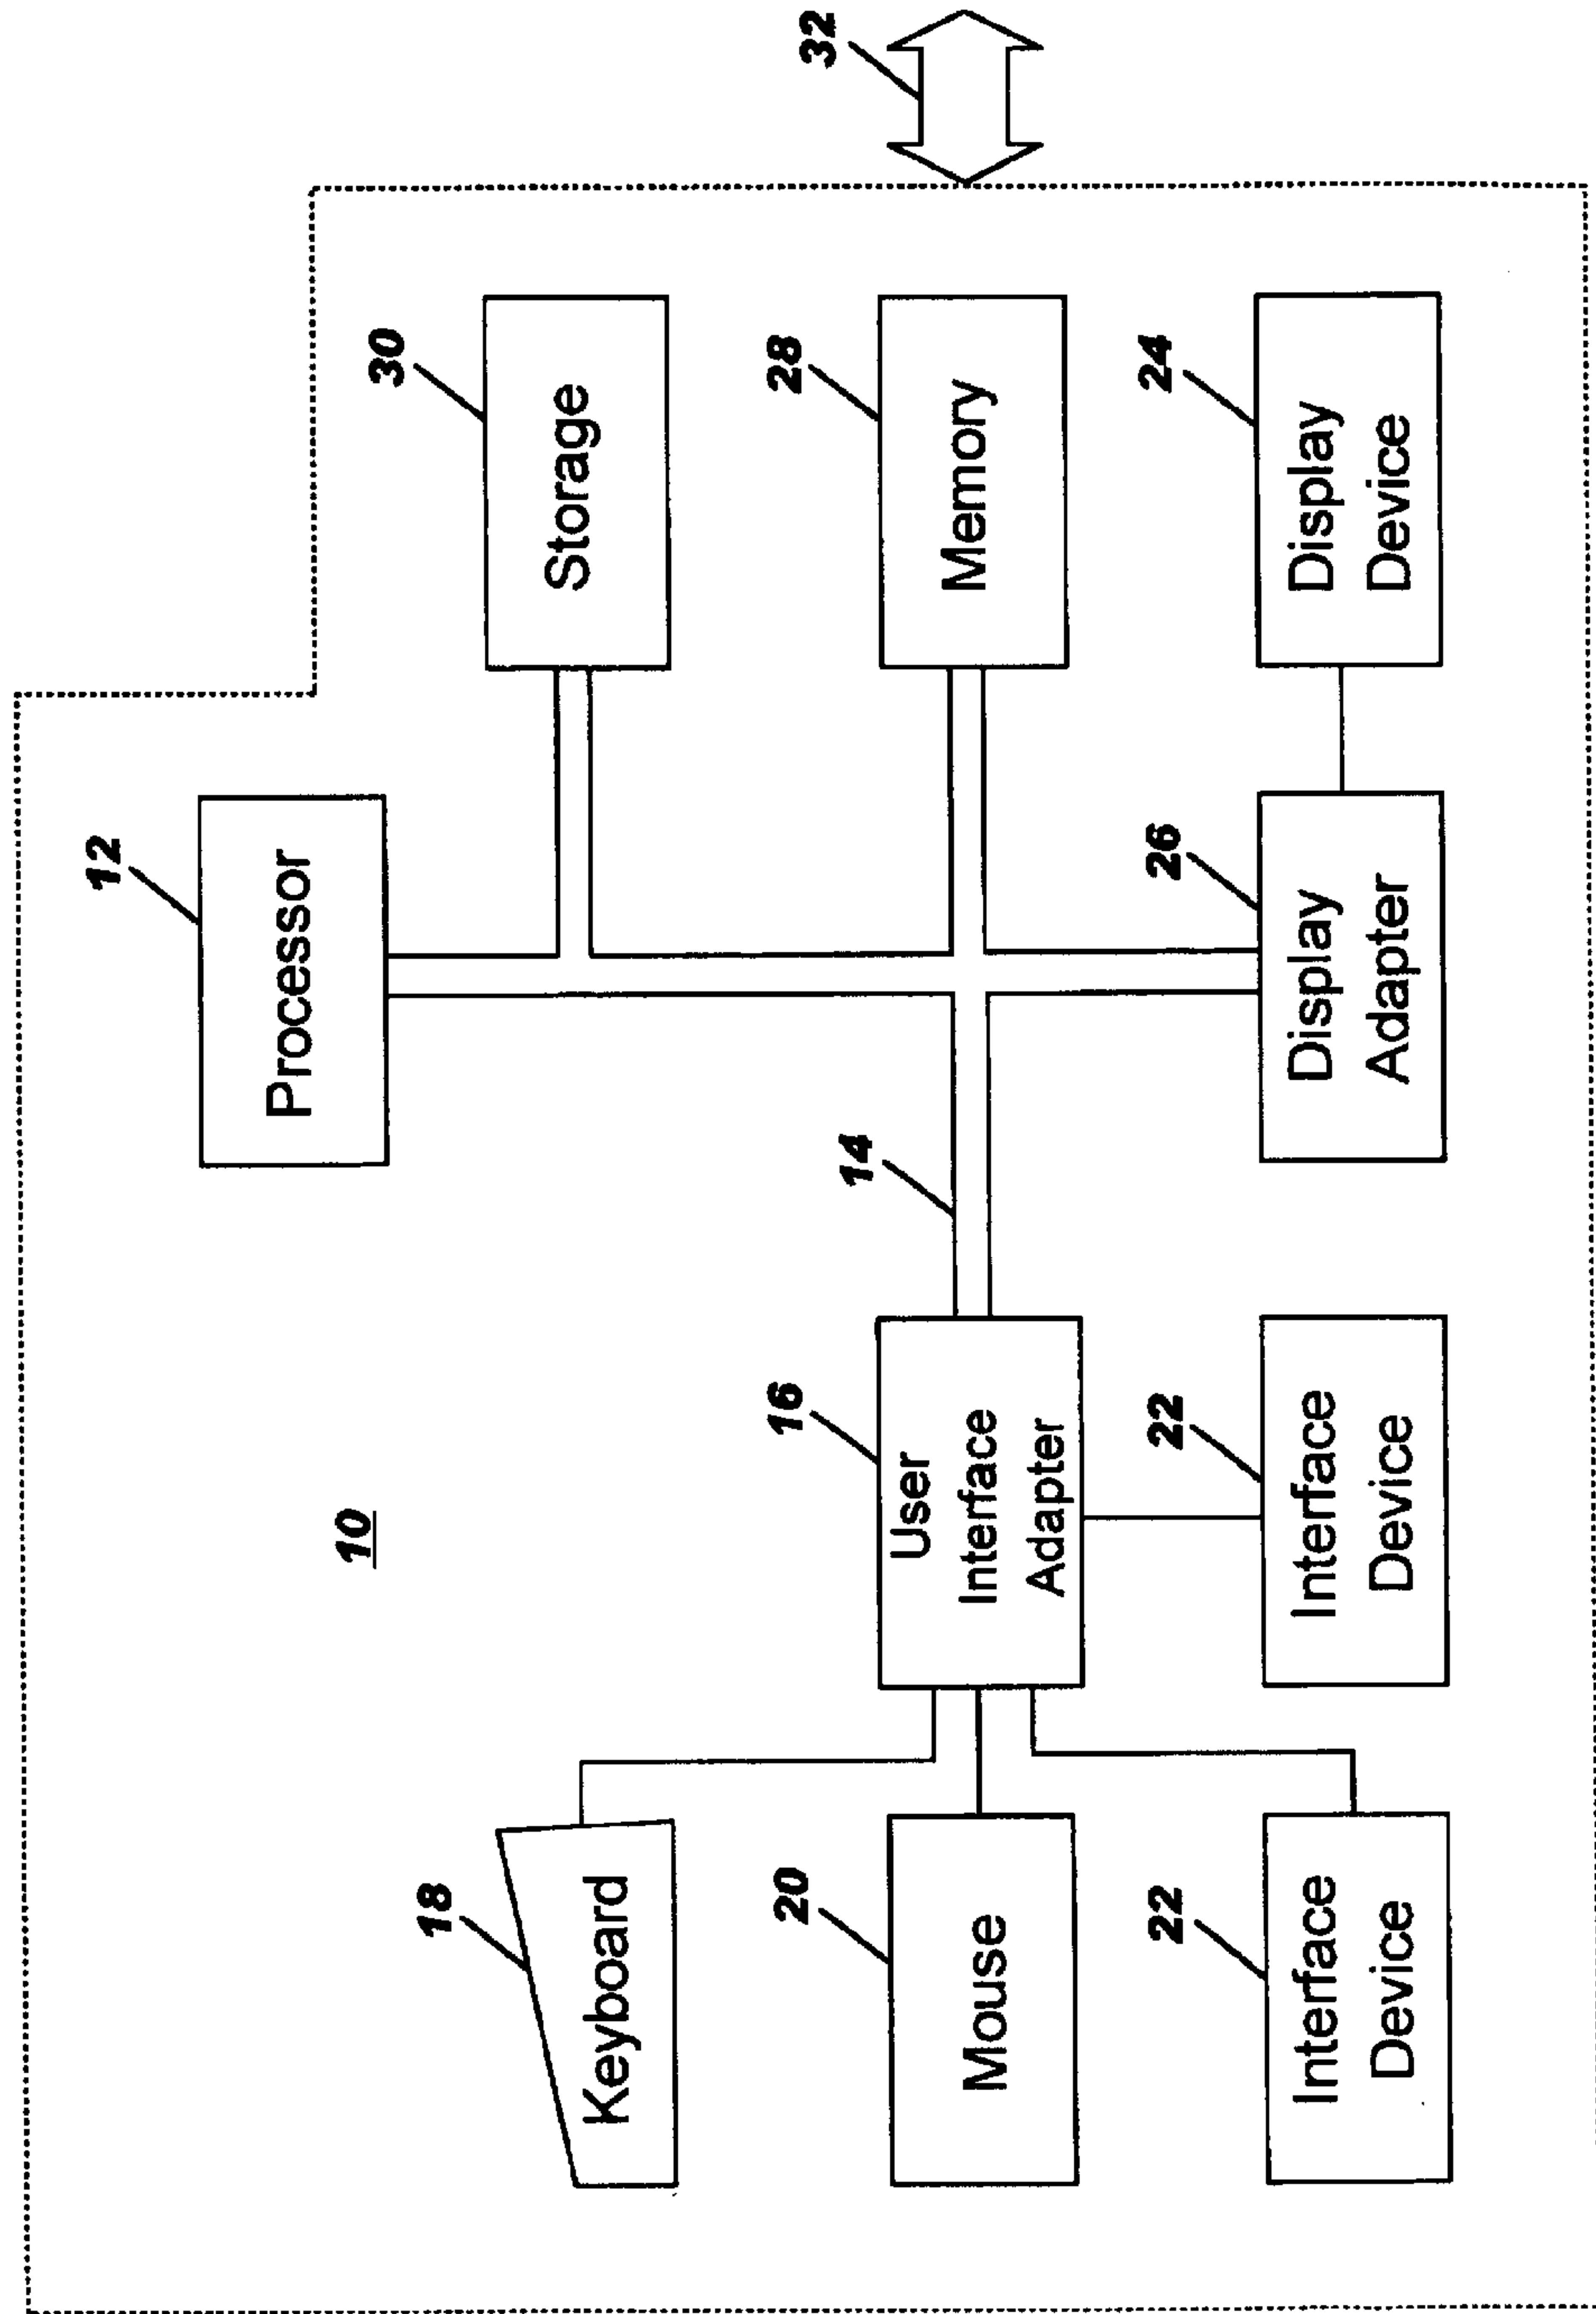 10
12
Processor
30
Storage
32
18
Keyboard
16
User
Interface
Adapter
14
28
Memory
20
Mouse
22
Interface
Device
22
Interface
Device
26
Display
Adapter
24
Display
Device